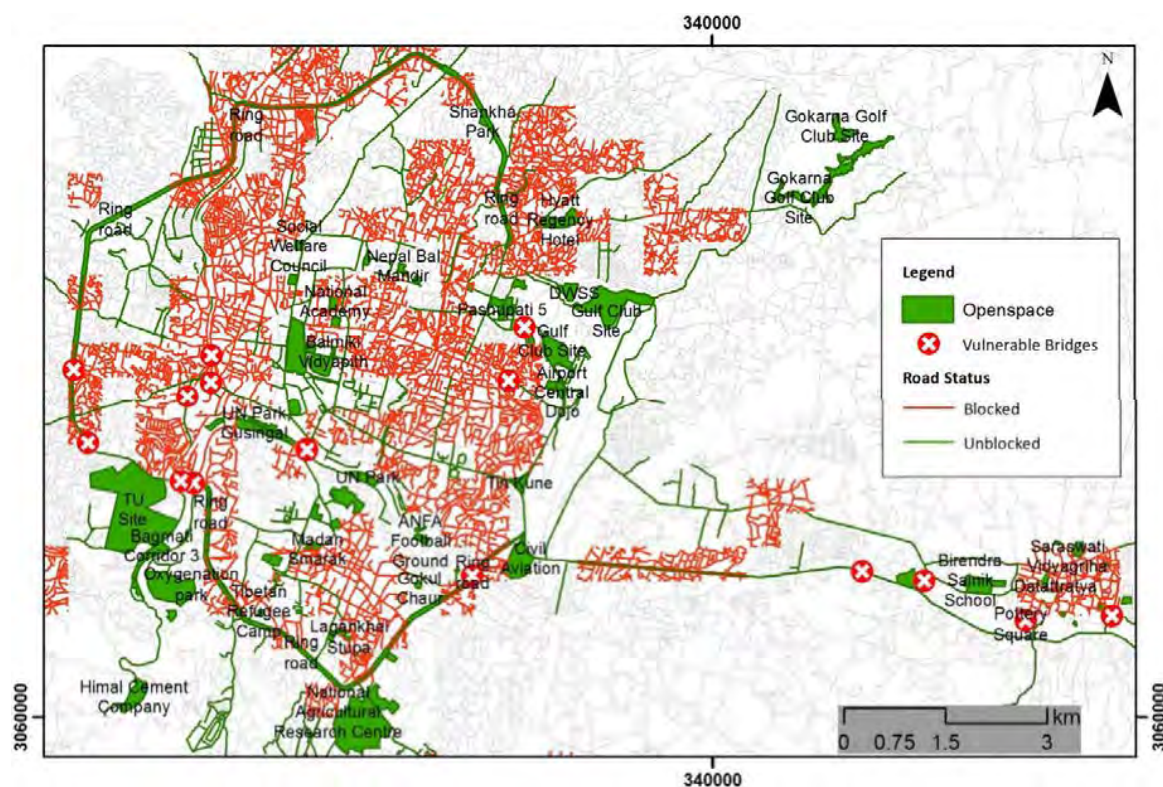 340000
N
Shankha
Park
Ring
road
Gokarna Golf
Club Site
Gokarna
Golf Club
Site
Ring
road
Ring
road
Hyatt
Regency
Hotel
Social
Welfare
Council
Nepal Bal
Mandir
National
Academy
DWSS
Pashupati 5
Gulf Club
Site
Gulf
Club Site
Balmiki
Vidyapith
Airport
Central
Dojo
Legend
Openspace
Vulnerable Bridges
Road Status
Blocked
Unblocked
UN Park,
Gusingal
UN Park
Tin Kune
TU
Site
Ring
road
Bagmati
Corridor 3
Oxygenation
park
Madan
Smarak
ANFA
Football
Ground
Gokul
Chaur
Ring
road
Civil
Aviation
Birendra
Sainik
School
Saraswati
Vidyagriha
Dattattratya
Pottery
Square
Tibetan
Refugee
Camp
Lagankhel
Stupa
Ring
road
Himal Cement
Company
National
Agricultural
Research Centre
3060000
3060000
km
0 0.75 1.5 3
340000